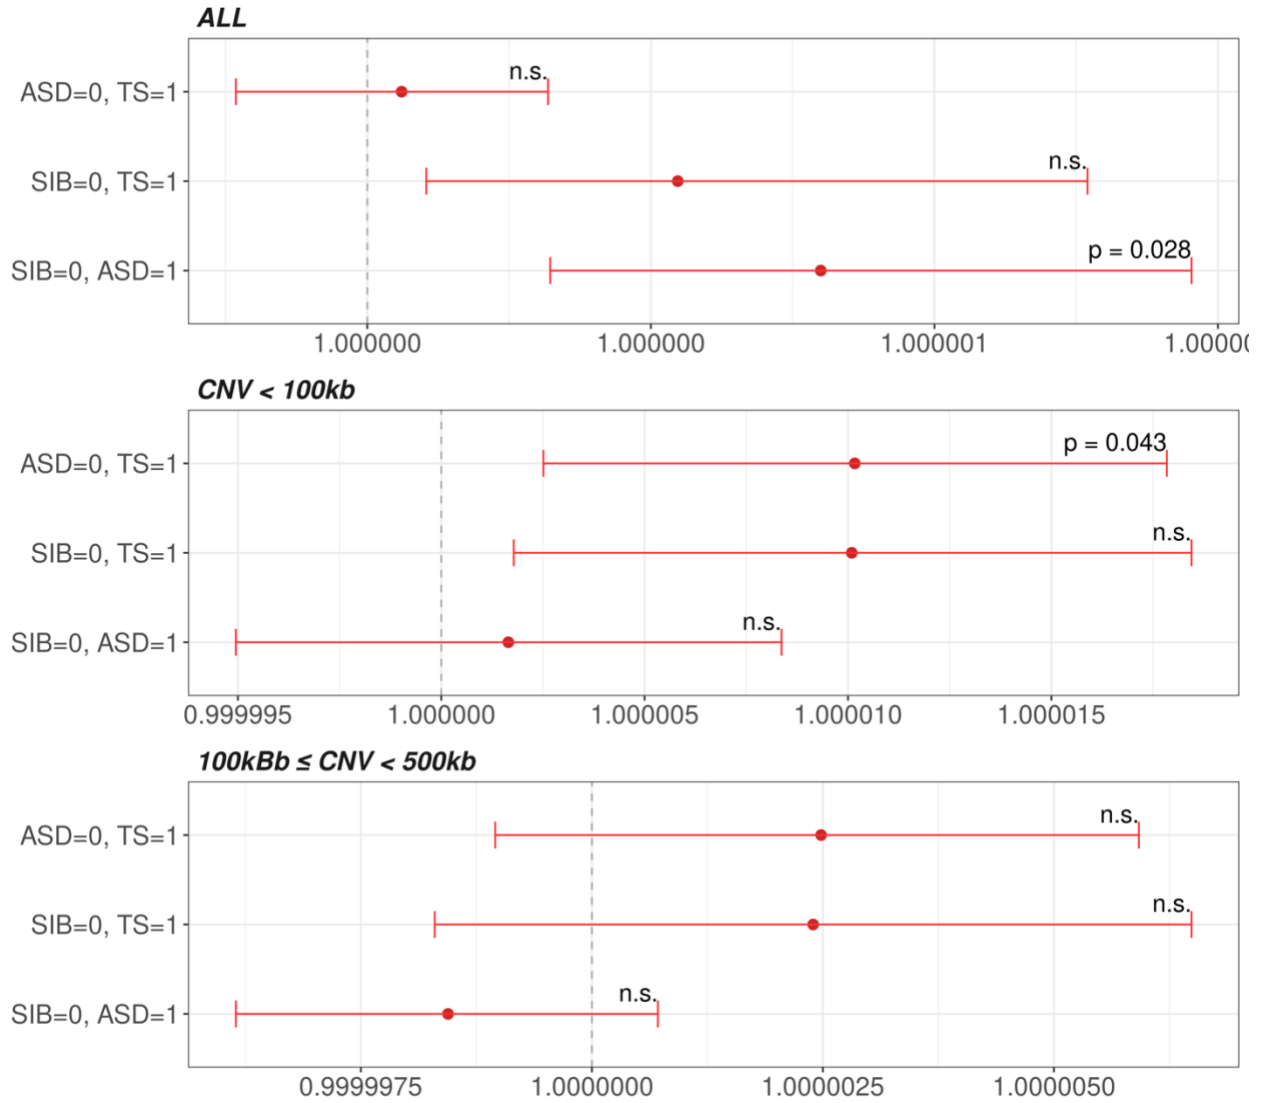 ALL
n.s.
ASD=0, TS=1
n.s.
SIB=0, TS=1
p = 0.028
SIB=0, ASD=1
1.000000 1.000000 1.000001 1.00000
CNV < 100kb
p = 0.043
ASD=0, TS=1
n.s.
SIB=0, TS=1
n.s.
SIB=0, ASD=1
0.999995 1.000000 1.000005 1.000010 1.000015
100kBb ≤ CNV < 500kb
n.s.
ASD=0, TS=1
n.s.
SIB=0, TS=1
n.s.
SIB=0, ASD=1
0.9999975 1.0000000 1.0000025 1.0000050